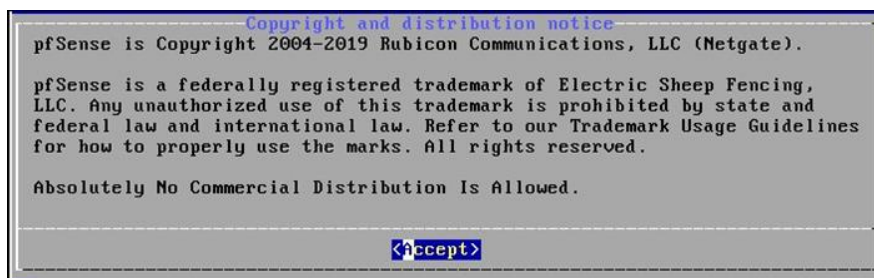 Copyright and distribution notice
pfSense is Copyright 2004-2019 Rubicon Communications, LLC (Netgate).
pfSense is a federally registered trademark of Electric Sheep Fencing,
LLC. Any unauthorized use of this trademark is prohibited by state and
federal law and international law. Refer to our Trademark Usage Guidelines
for how to properly use the marks. All rights reserved.
Absolutely No Commercial Distribution Is Allowed.
<Accept>